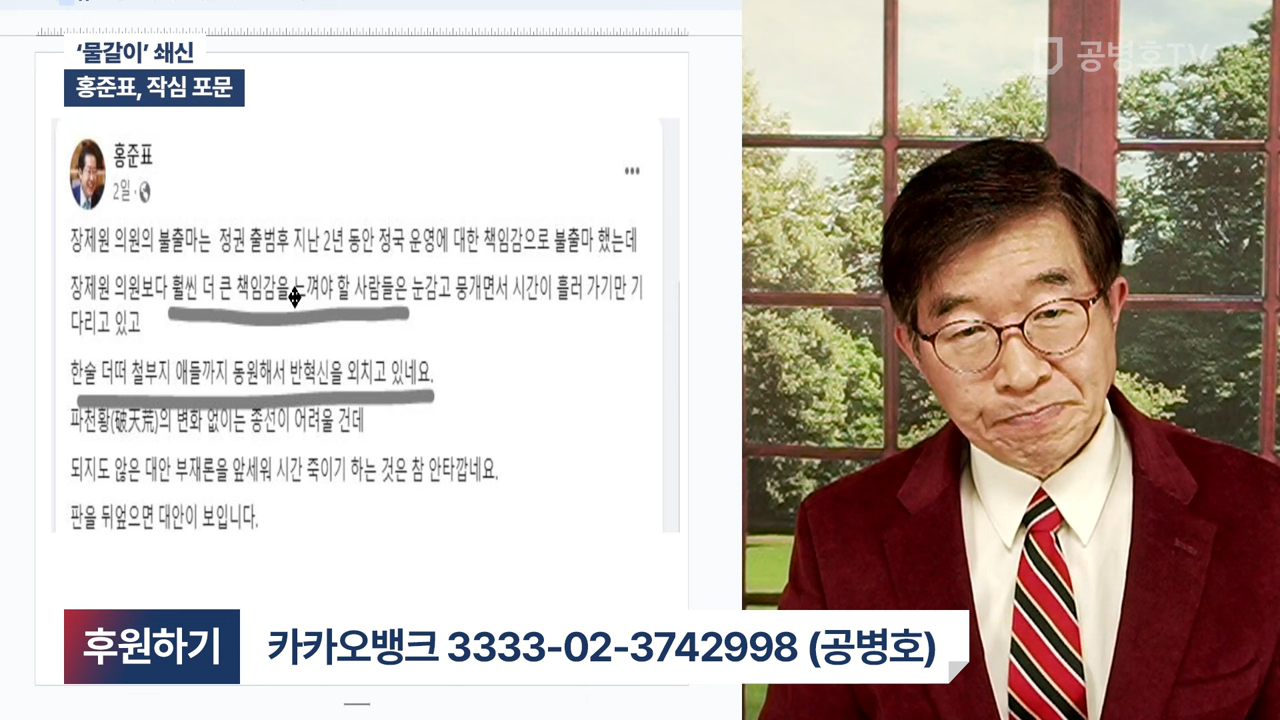 ‘물갈이’ 쇄신
홍준표, 작심 포문
공병호TV
홍준표
2일 ·
장제원 의원의 불출마는 정권 출범후 지난 2년 동안 정국 운영에 대한 책임감으로 불출마 했는데
장제원 의원보다 훨씬 더 큰 책임감을 느껴야 할 사람들은 눈감고 뭉개면서 시간이 흘러 가기만 기
다리고 있고
한술 더떠 철부지 애들까지 동원해서 반혁신을 외치고 있네요.
파천황(破天荒)의 변화 없이는 총선이 어려울 건데
되지도 않은 대안 부재론을 앞세워 시간 죽이기 하는 것은 참 안타깝네요.
판을 뒤엎으면 대안이 보입니다.
후원하기
카카오뱅크 3333-02-3742998 (공병호)